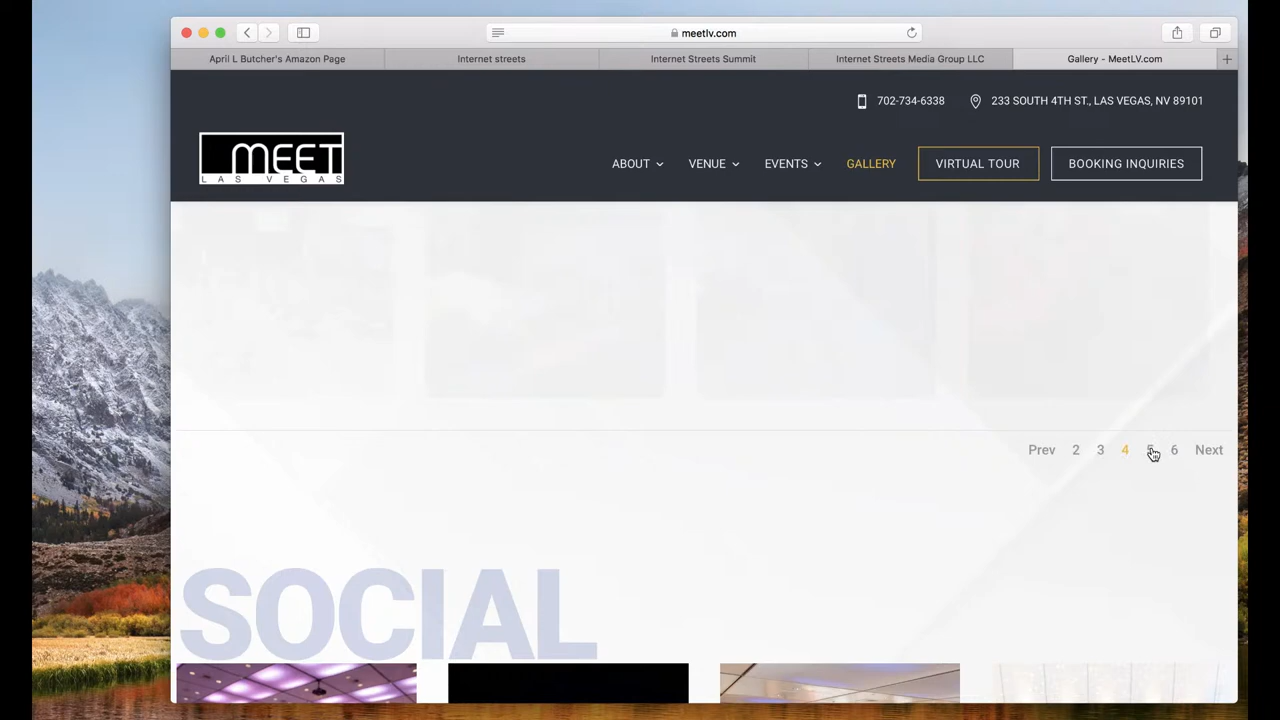 meetlv.com
April L Butcher's Amazon Page
Internet streets
Internet Streets Summit
Internet Streets Media Group LLC
Gallery - MeetLV.com
702-734-6338
233 SOUTH 4TH ST., LAS VEGAS, NV 89101
MEET
LAS VEGAS
ABOUT
VENUE
EVENTS
GALLERY
VIRTUAL TOUR
BOOKING INQUIRIES
Prev 2 3 4 5 6 Next
SOCIAL